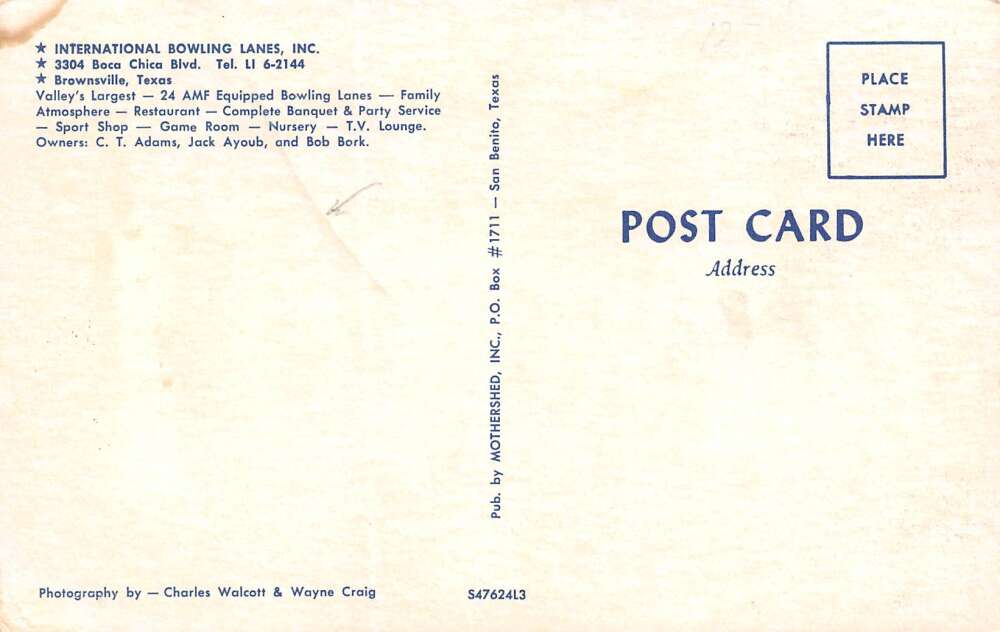 ★ INTERNATIONAL BOWLING LANES, INC.
★ 3304 Boca Chica Blvd. Tel. LI 6-2144
★ Brownsville, Texas
Valley's Largest — 24 AMF Equipped Bowling Lanes — Family
Atmosphere — Restaurant — Complete Banquet & Party Service
— Sport Shop — Game Room — Nursery — T.V. Lounge.
Owners: C. T. Adams, Jack Ayoub, and Bob Bork.
Photography by — Charles Walcott & Wayne Craig
Pub. by MOTHERSHED, INC., P.O. Box #1711 — San Benito, Texas
S47624L3
PLACE
STAMP
HERE
POST CARD
Address